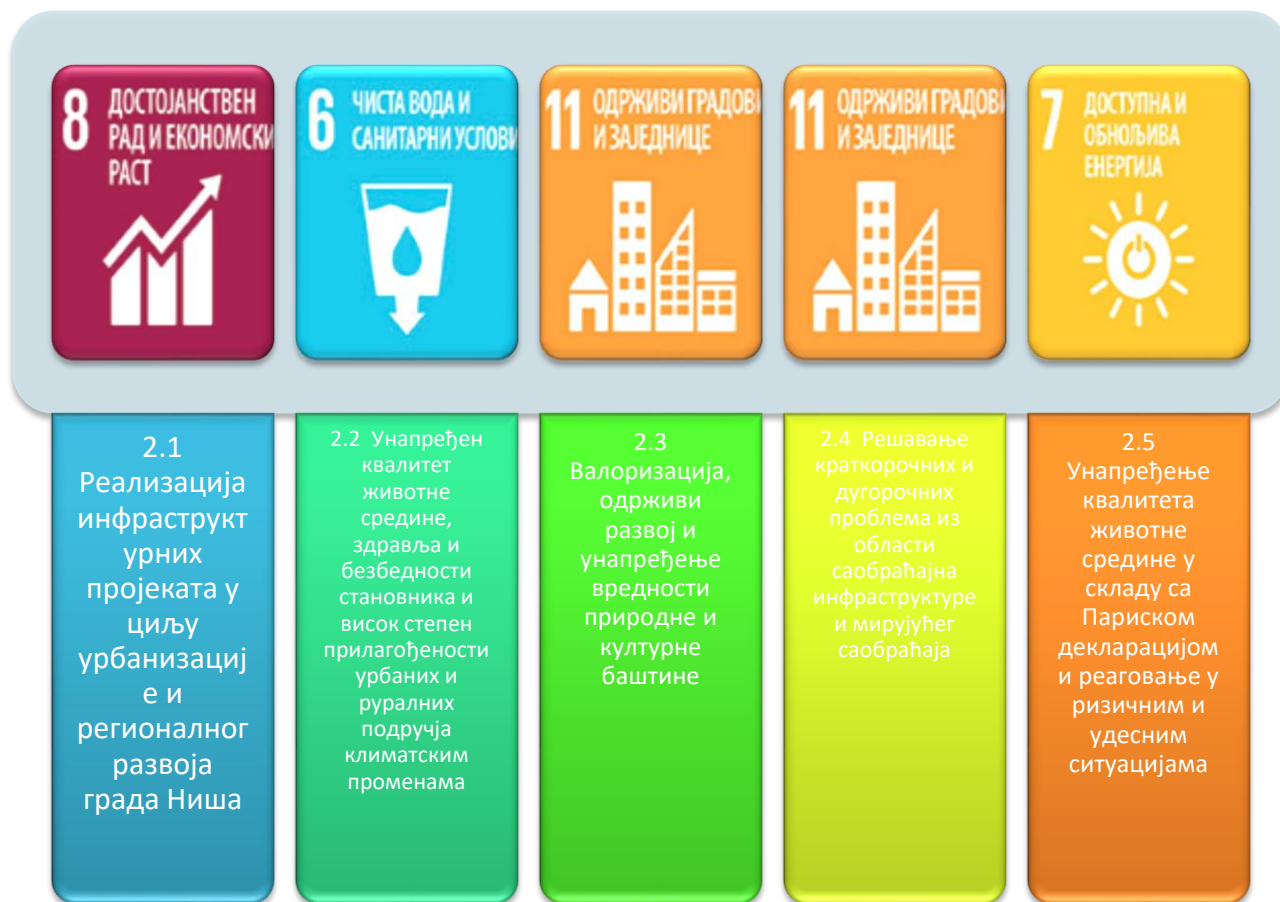 8 ДОСТОЈАНСТВЕН
РАД И ЕКОНОМСКИ
РАСТ
6 ЧИСТА ВОДА И
САНИТАРНИ УСЛОВИ
11 ОДРЖИВИ ГРАДОВИ
И ЗАЈЕДНИЦЕ
11 ОДРЖИВИ ГРАДОВИ
И ЗАЈЕДНИЦЕ
7 ДОСТУПНА И
ОБНОЉИВА
ЕНЕРГИЈА
2.1
Реализација
инфраструкт
урних
пројеката у
циљу
урбанизациј
е и
регионалног
развоја
града Ниша
2.2 Унапређен
квалитет
животне
средине,
здравља и
безбедности
становника и
висок степен
прилагођености
урбаних и
руралних
подручја
климатским
променама
2.3
Валоризација,
одрживи
развој и
унапређење
вредности
природне и
културне
баштине
2.4 Решавање
краткорочних и
дугорочних
проблема из
области
саобраћајна
инфраструктуре
и мирујућег
саобраћаја
2.5
Унапређење
квалитета
животне
средине у
складу са
Париском
декларацијом
и реаговање у
ризичним и
удесним
ситуацијама